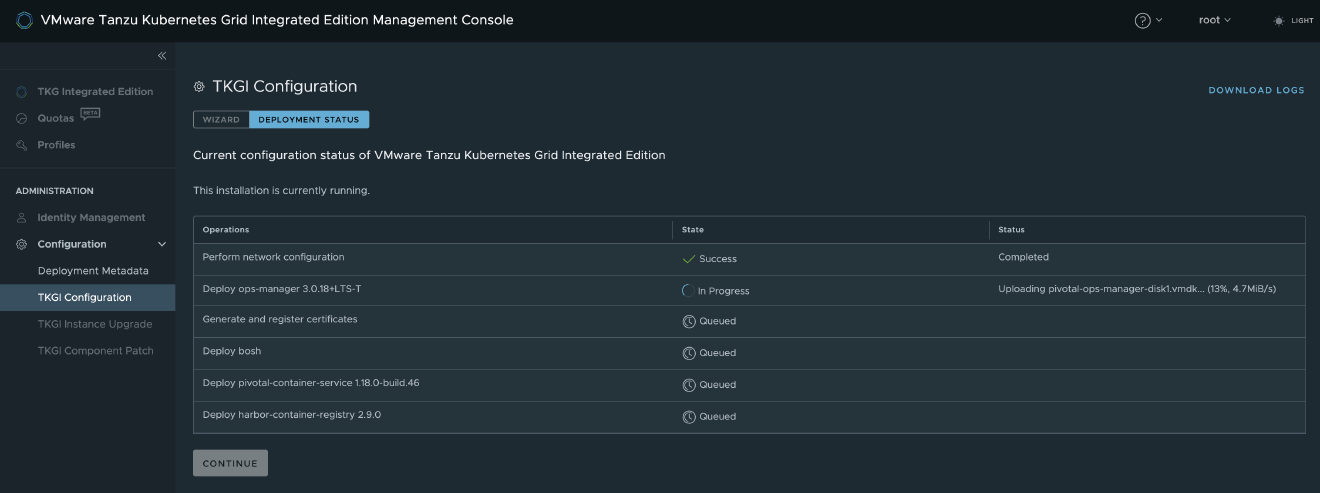 VMware Tanzu Kubernetes Grid Integrated Edition Management Console
? root LIGHT
TKG Integrated Edition
Quotas BETA
Profiles
ADMINISTRATION
Identity Management
Configuration
Deployment Metadata
TKGI Configuration
TKGI Instance Upgrade
TKGI Component Patch
TKGI Configuration
DOWNLOAD LOGS
WIZARD DEPLOYMENT STATUS
Current configuration status of VMware Tanzu Kubernetes Grid Integrated Edition
This installation is currently running.
Operations State Status
Perform network configuration Success Completed
Deploy ops-manager 3.0.18+LTS-T In Progress Uploading pivotal-ops-manager-disk1.vmdk... (13%, 4.7MiB/s)
Generate and register certificates Queued
Deploy bosh Queued
Deploy pivotal-container-service 1.18.0-build.46 Queued
Deploy harbor-container-registry 2.9.0 Queued
CONTINUE